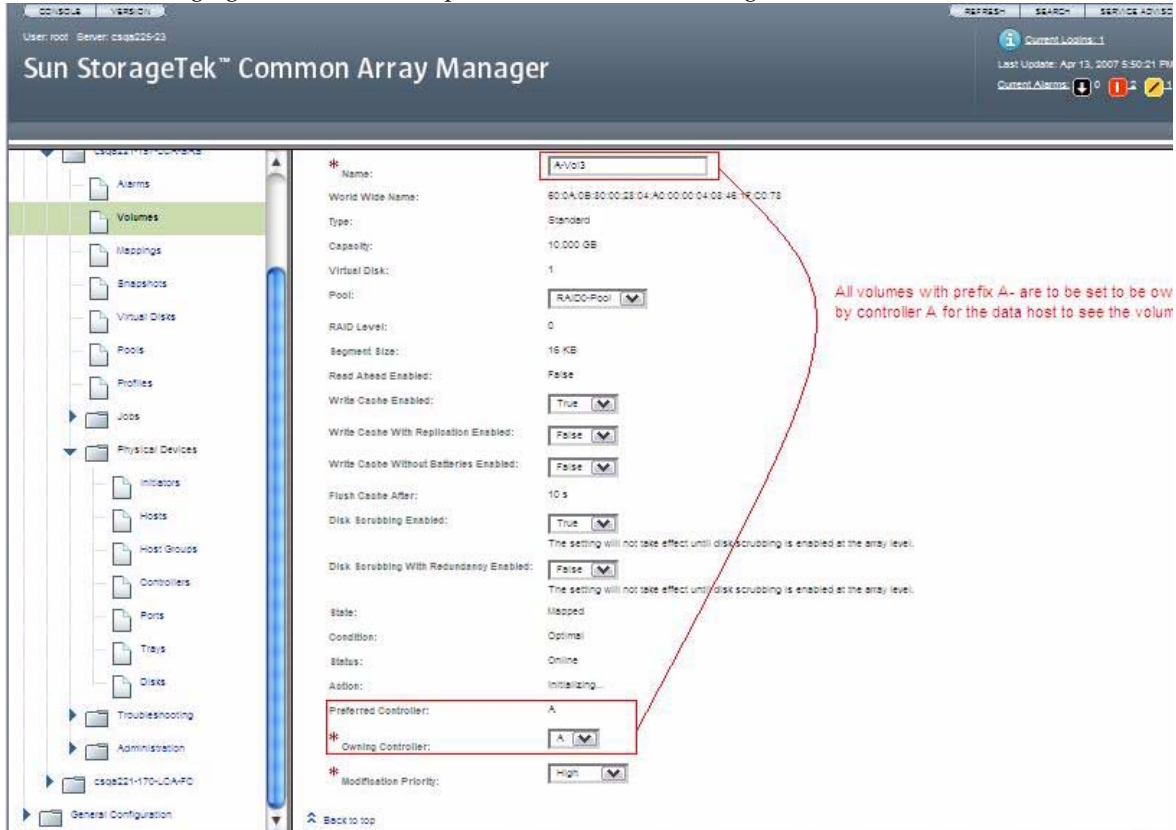 CONSOLE VERSION REFRESH SEARCH SERVICE ADVISO
User: root Server: csqa225-23
Current Logins: 1
Sun StorageTek™ Common Array Manager
Last Update: Apr 13, 2007 5:50:21 PM
Current Alarms: 0 2 1
Alarms
Volumes
Mappings
Snapshots
Virtual Disks
Pools
Profiles
Jobs
Physical Devices
Initiators
Hosts
Host Groups
Controllers
Ports
Trays
Disks
Troubleshooting
Administration
csqa221-170-LCA-FC
General Configuration
* Name: A-Vol3
World Wide Name:
Type: Standard
Capacity: 10.000 GB
Virtual Disk: 1
Pool: RAID0-Pool
RAID Level: 0
Segment Size: 16 KB
Read Ahead Enabled: False
Write Cache Enabled: True
Write Cache With Replication Enabled: False
Write Cache Without Batteries Enabled: False
Flush Cache After: 10 s
Disk Scrubbing Enabled: True
The setting will not take effect until disk scrubbing is enabled at the array level.
Disk Scrubbing With Redundancy Enabled: False
The setting will not take effect until disk scrubbing is enabled at the array level.
State: Mapped
Condition: Optimal
Status: Online
Action: Initializing...
Preferred Controller: A
* Owning Controller: A
* Modification Priority: High
Back to top
All volumes with prefix A- are to be set to be ow
by controller A for the data host to see the volum